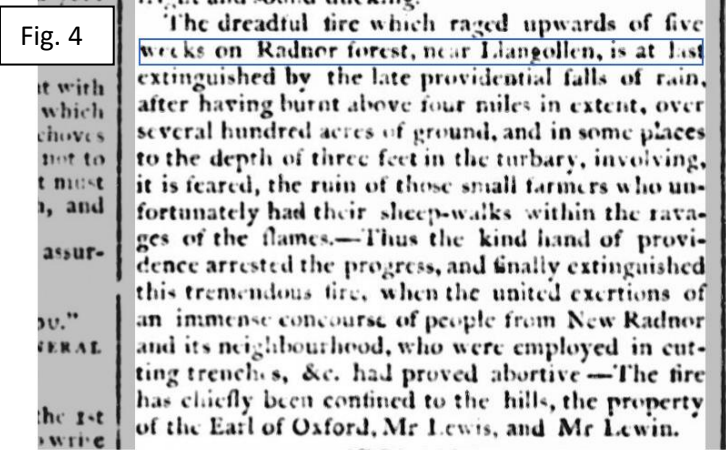 Fig. 4
The dreadful fire which raged upwards of five
weeks on Radnor forest, near Llangollen, is at last
extinguished by the late providential falls of rain,
after having burnt above four miles in extent, over
several hundred acres of ground, and in some places
to the depth of three feet in the turbary, involving,
it is feared, the ruin of those small farmers who un-
fortunately had their sheep-walks within the rava-
ges of the flames.—Thus the kind hand of provi-
dence arrested the progress, and finally extinguished
this tremendous fire, when the united exertions of
an immense concourse of people from New Radnor
and its neighbourhood, who were employed in cut-
ting trenches, &c. had proved abortive—The fire
has chiefly been confined to the hills, the property
of the Earl of Oxford, Mr Lewis, and Mr Lewin.
t with
which
choves
not to
t must
, and
assur-
ou."
NERAL
the 1st
write